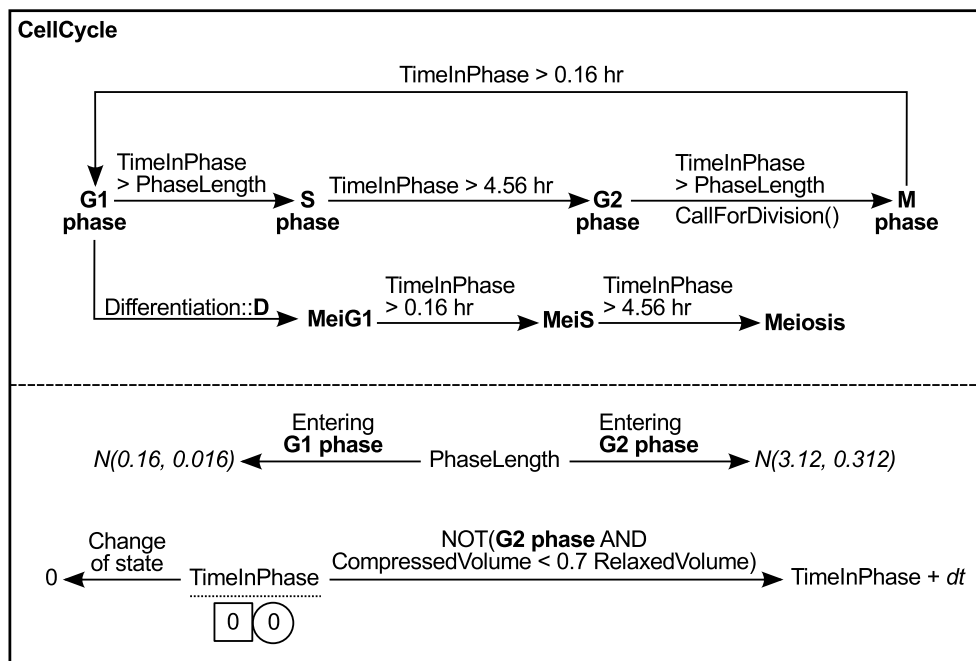 CellCycle
TimeInPhase > 0.16 hr
TimeInPhase
> PhaseLength
TimeInPhase > 4.56 hr
TimeInPhase
> PhaseLength
CallForDivision()
G1
phase
S
phase
G2
phase
M
phase
Differentiation::D
MeiG1
TimeInPhase
> 0.16 hr
MeiS
TimeInPhase
> 4.56 hr
Meiosis
Entering
G1 phase
Entering
G2 phase
N(0.16, 0.016)
PhaseLength
N(3.12, 0.312)
Change
of state
NOT(G2 phase AND
CompressedVolume < 0.7 RelaxedVolume)
0
TimeInPhase
TimeInPhase + dt
0 0